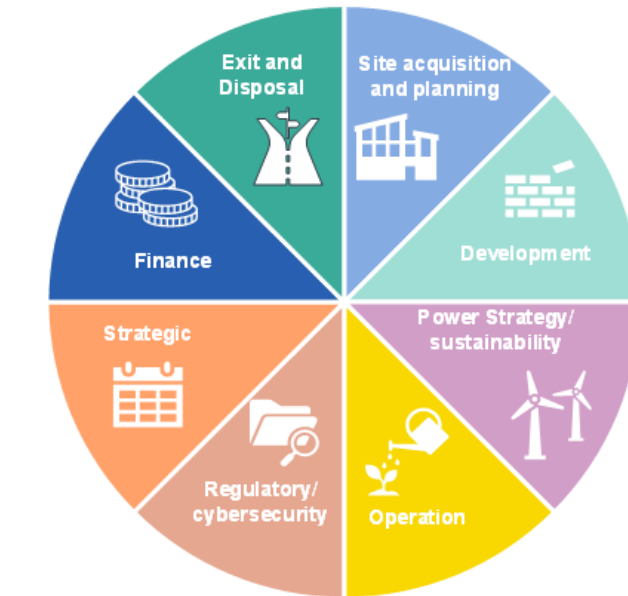 Exit and
Disposal
Site acquisition
and planning
Development
Power Strategy/
sustainability
Operation
Regulatory/
cybersecurity
Strategic
Finance